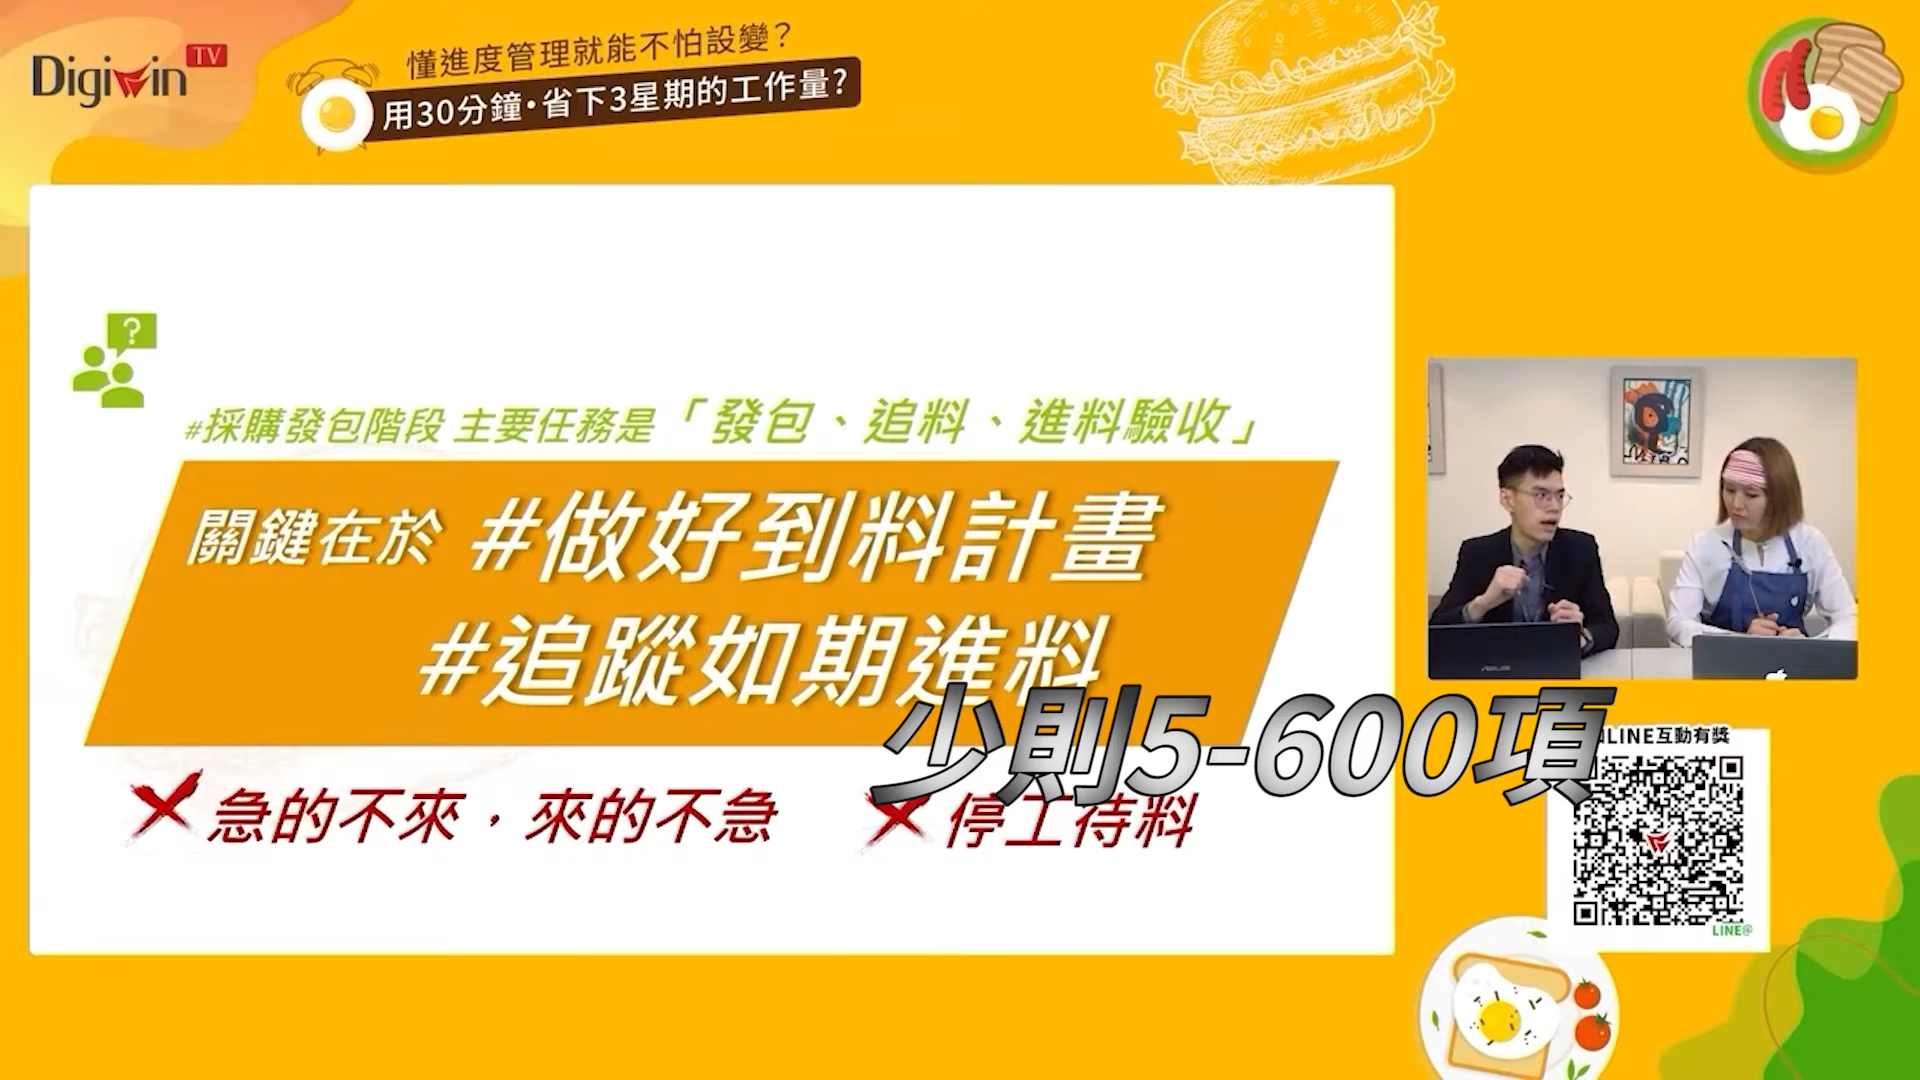 Digiwin TV
懂進度管理就能不怕設變？
用30分鐘・省下3星期的工作量？
?
#採購發包階段 主要任務是「發包、追料、進料驗收」
關鍵在於 #做好到料計畫
#追蹤如期進料
少則5-600項
急的不來，來的不急
停工待料
LINE互動有獎
LINE@
ASUS